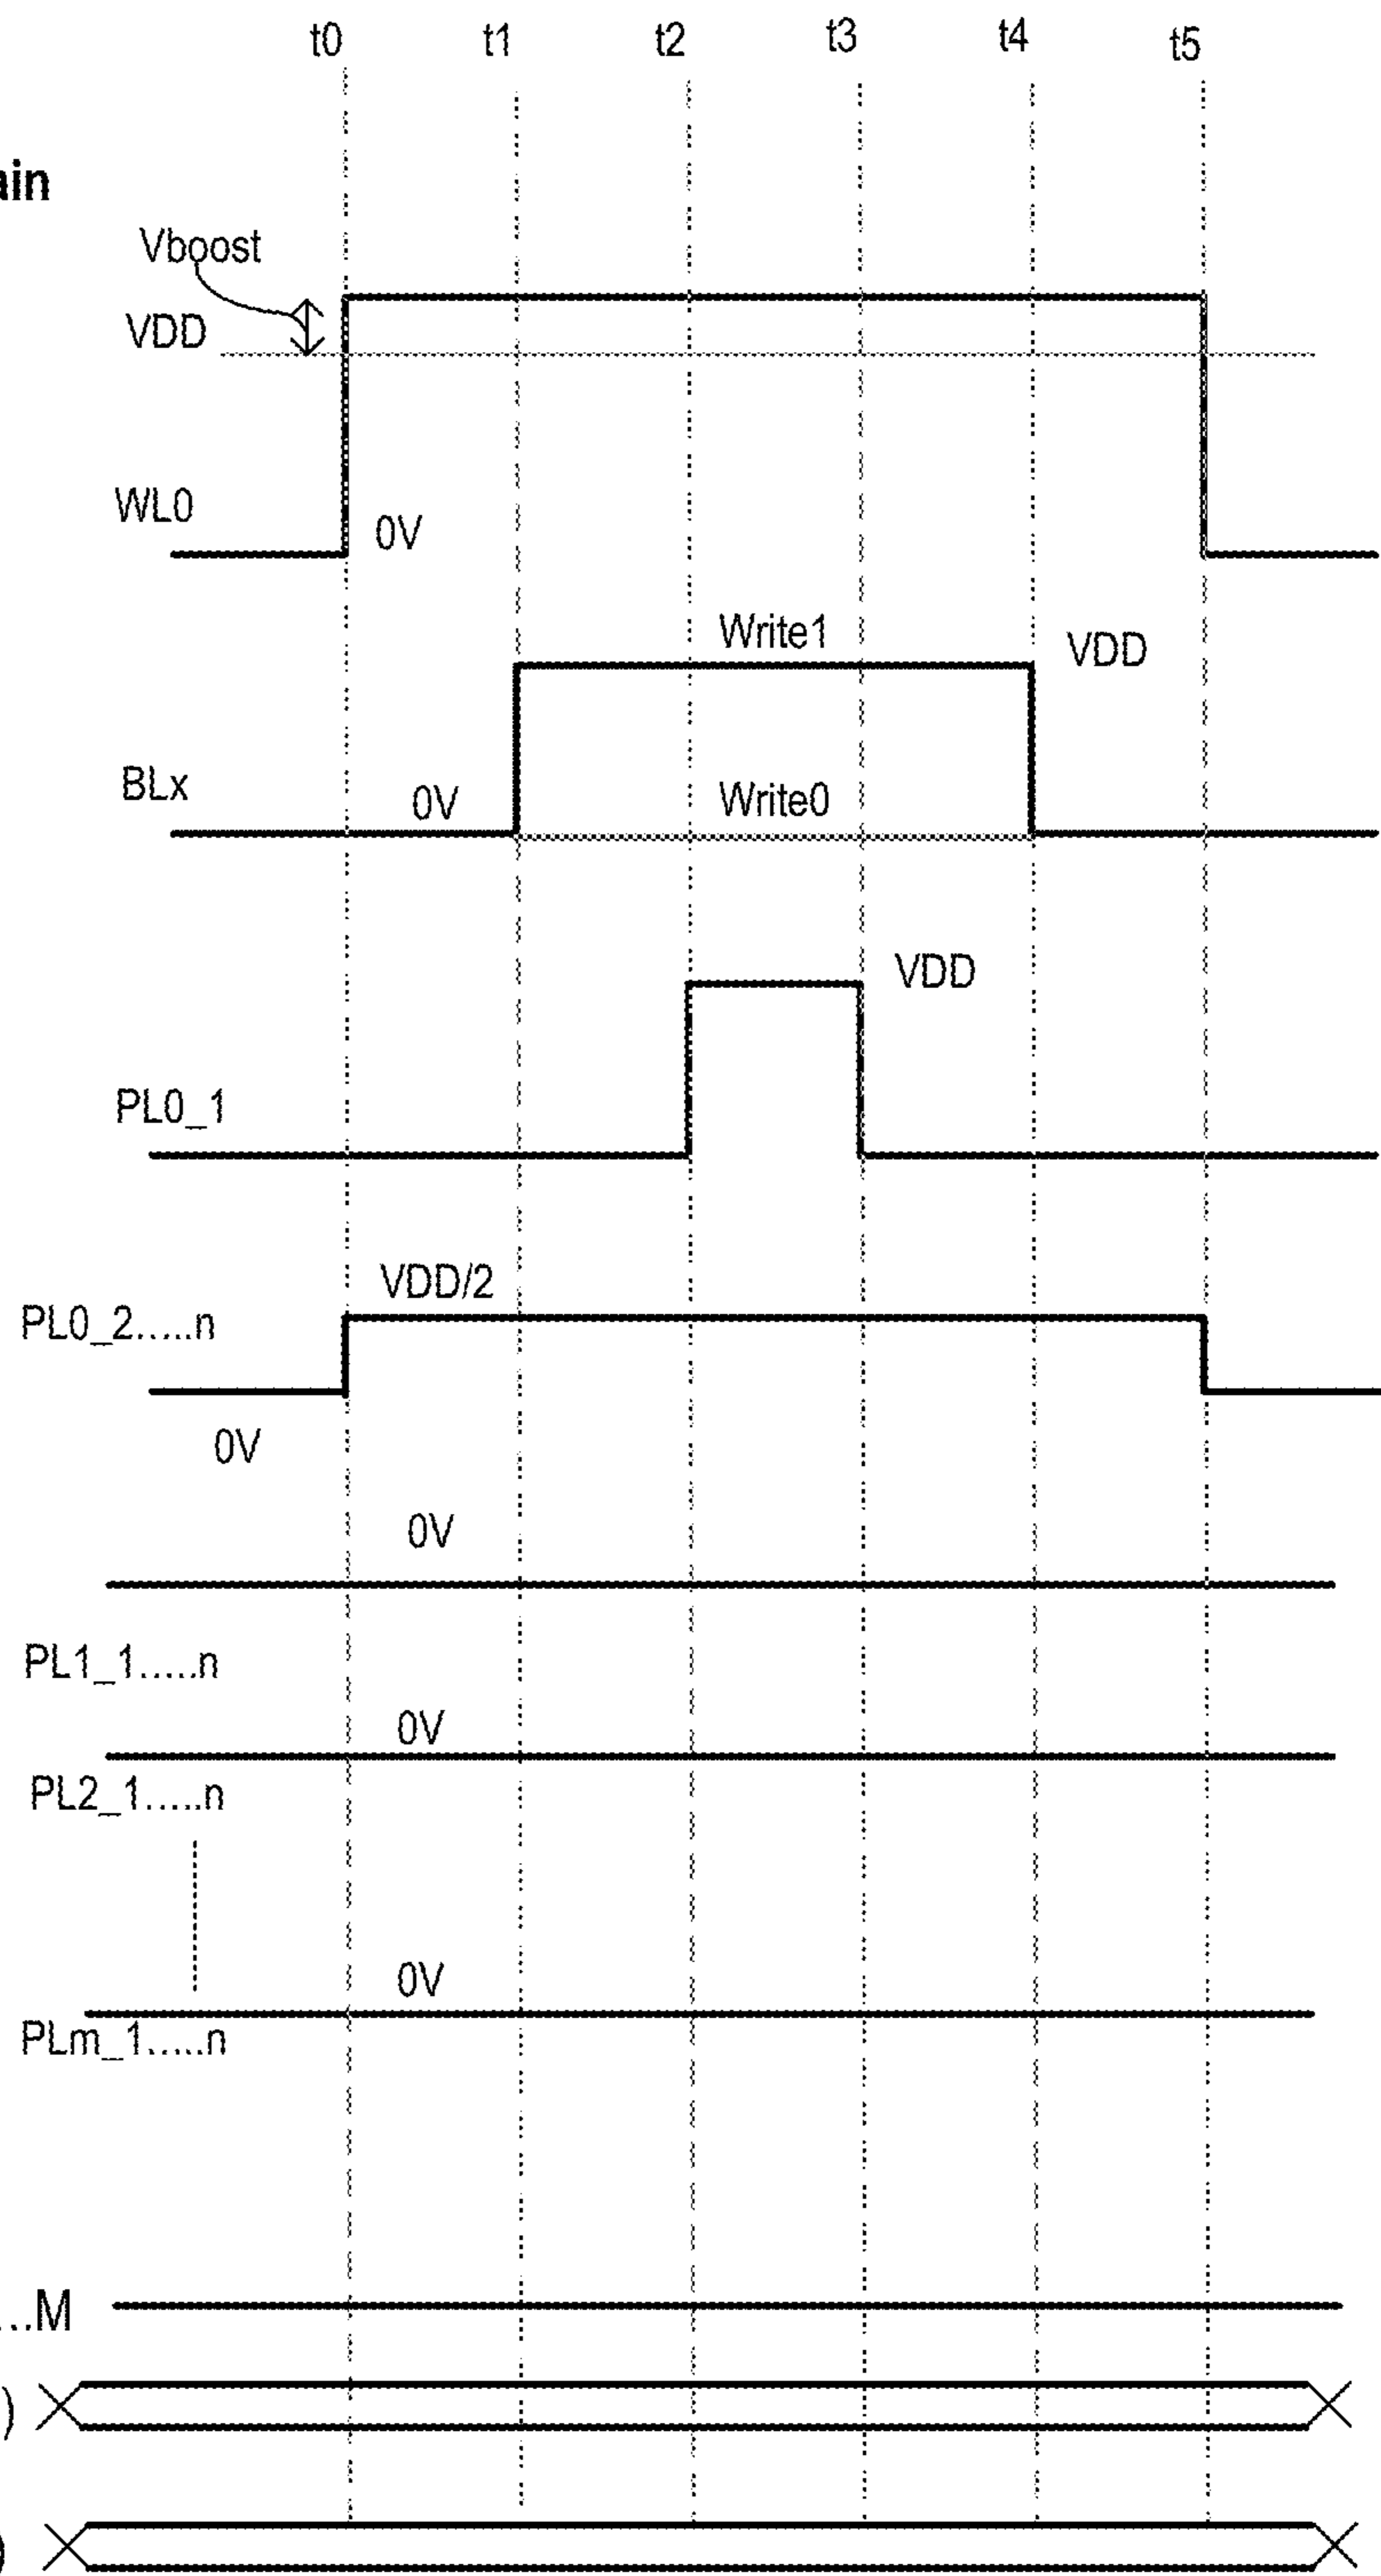 t0 t1 t2 t3 t4 t5
Vboost
VDD
WL0
0V
Write1
VDD
BLx
0V
Write0
VDD
PL0_1
VDD/2
PL0_2.....n
0V
0V
PL1_1.....n
0V
PL2_1.....n
0V
PLm_1.....n
...M
)
)